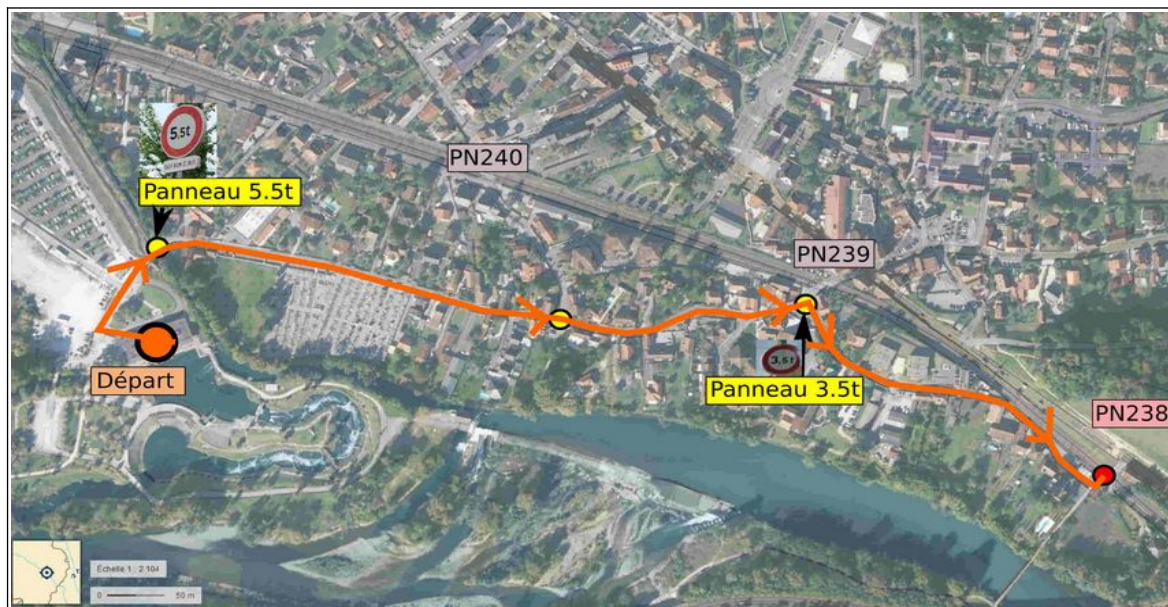 5,5t
Panneau 5.5t
PN240
PN239
Départ
3,5t
Panneau 3.5t
PN238
Échelle 1 : 2 104
0 50 m